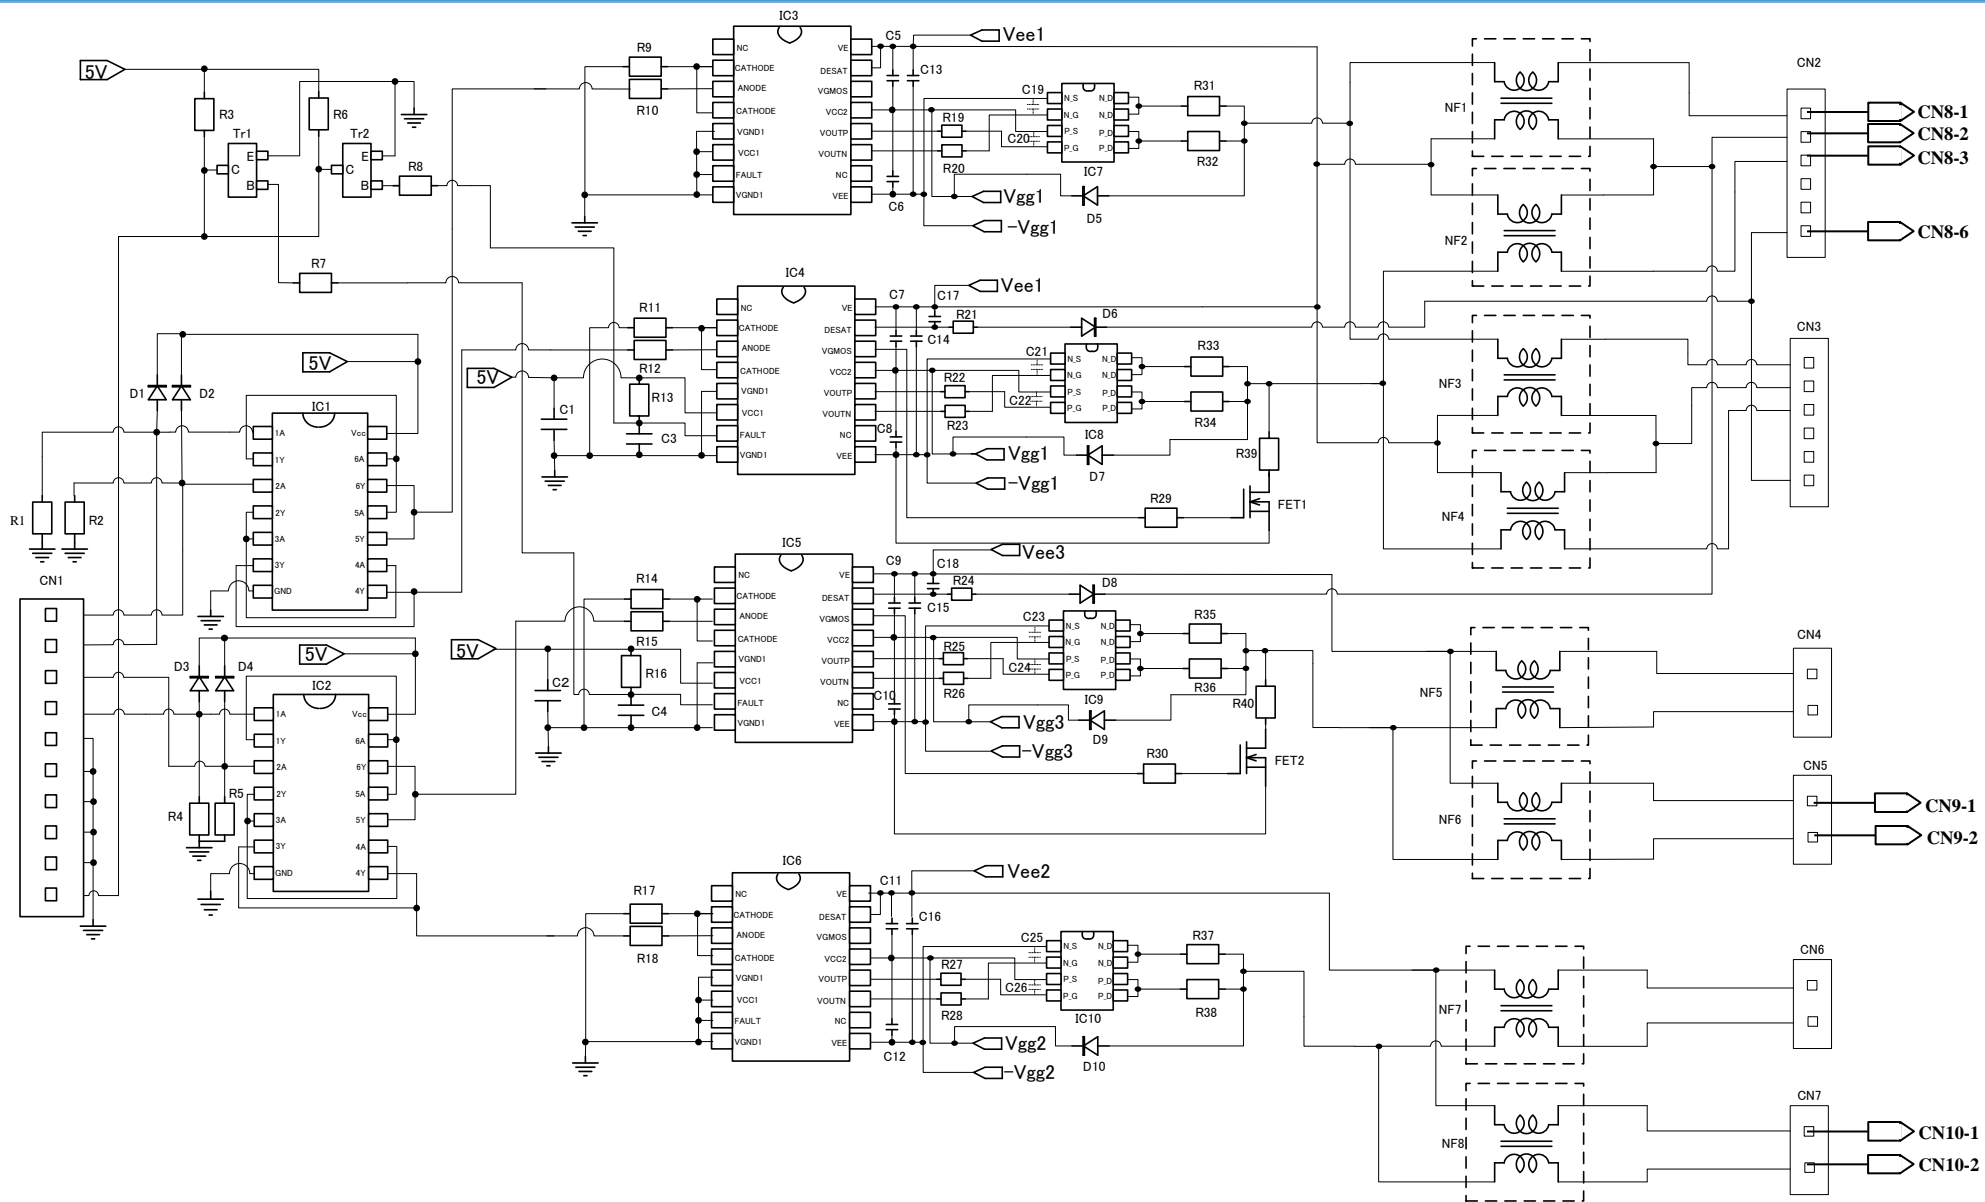 5V
R3
R6
Tr1
E
C
B
Tr2
E
C
B
R8
R7
5V
D1
D2
IC1
1A
1Y
2A
2Y
3A
3Y
GND
Vcc
6A
6Y
5A
5Y
4A
4Y
R1
R2
CN1
D3
D4
5V
IC2
1A
1Y
2A
2Y
3A
3Y
GND
Vcc
6A
6Y
5A
5Y
4A
4Y
R4
R5
R9
R10
IC3
NC
CATHODE
ANODE
CATHODE
VGND1
VCC1
FAULT
VGND1
VE
DESAT
VGMOS
VCC2
VOUTP
VOUTN
NC
VEE
C5
C13
Vee1
C19
C20
R19
R20
C6
N_S
N_G
P_S
P_G
N_D
N_D
P_D
P_D
IC7
R31
R32
Vgg1
-Vgg1
D5
5V
C1
R11
R12
R13
C3
IC4
NC
CATHODE
ANODE
CATHODE
VGND1
VCC1
FAULT
VGND1
VE
DESAT
VGMOS
VCC2
VOUTP
VOUTN
NC
VEE
C7
C17
C14
Vee1
R21
D6
C21
C22
R22
R23
C8
N_S
N_G
P_S
P_G
N_D
N_D
P_D
P_D
IC8
R33
R34
Vgg1
-Vgg1
D7
R39
R29
FET1
5V
C2
R14
R15
R16
C4
IC5
NC
CATHODE
ANODE
CATHODE
VGND1
VCC1
FAULT
VGND1
VE
DESAT
VGMOS
VCC2
VOUTP
VOUTN
NC
VEE
C9
C18
C15
Vee3
R24
D8
C23
C24
R25
R26
C10
N_S
N_G
P_S
P_G
N_D
N_D
P_D
P_D
IC9
R35
R36
Vgg3
-Vgg3
D9
R40
R30
FET2
R17
R18
IC6
NC
CATHODE
ANODE
CATHODE
VGND1
VCC1
FAULT
VGND1
VE
DESAT
VGMOS
VCC2
VOUTP
VOUTN
NC
VEE
C11
C16
Vee2
C25
C26
R27
R28
C12
N_S
N_G
P_S
P_G
N_D
N_D
P_D
P_D
IC10
R37
R38
Vgg2
-Vgg2
D10
NF1
NF2
NF3
NF4
NF5
NF6
NF7
NF8
CN2
CN8-1
CN8-2
CN8-3
CN8-6
CN3
CN4
CN5
CN9-1
CN9-2
CN6
CN7
CN10-1
CN10-2